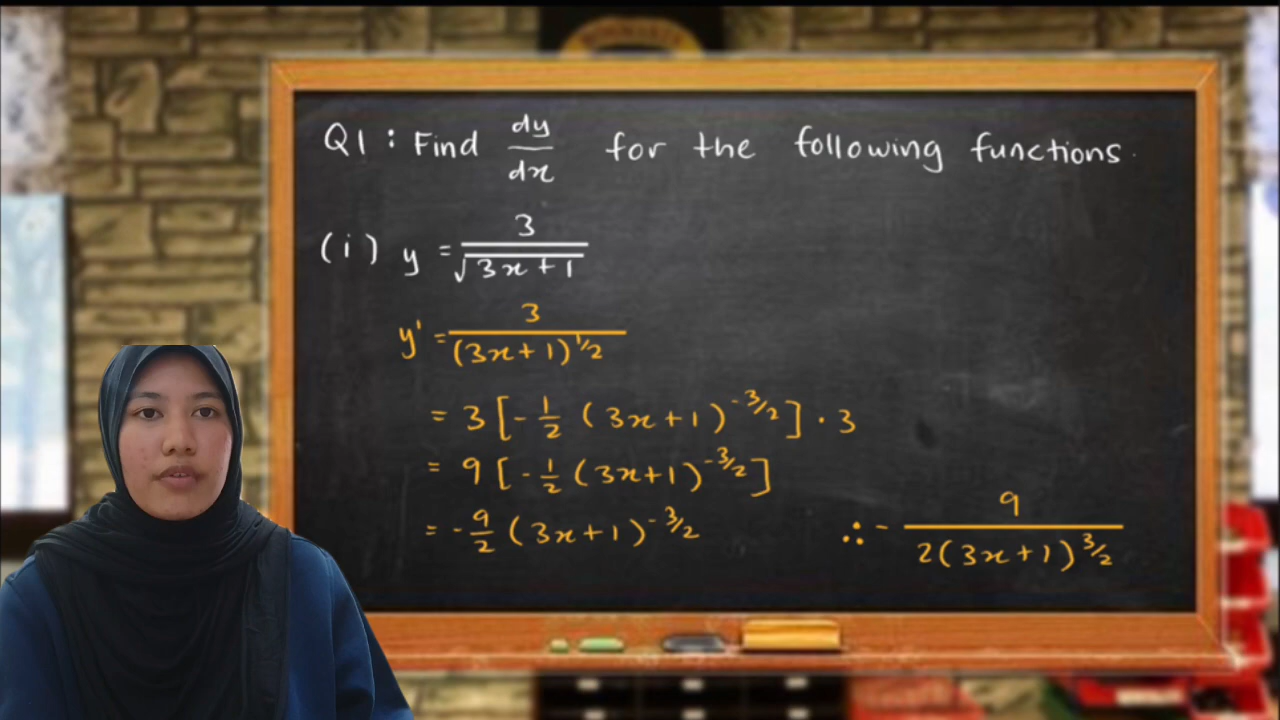 Q1 : Find dy/dx for the following functions.
(i) y = 3/√(3x+1)
y' = 3/(3x+1)^1/2
= 3[-1/2 (3x+1)^-3/2] · 3
= 9[-1/2 (3x+1)^-3/2]
= -9/2 (3x+1)^-3/2
∴ - 9/2(3x+1)^3/2